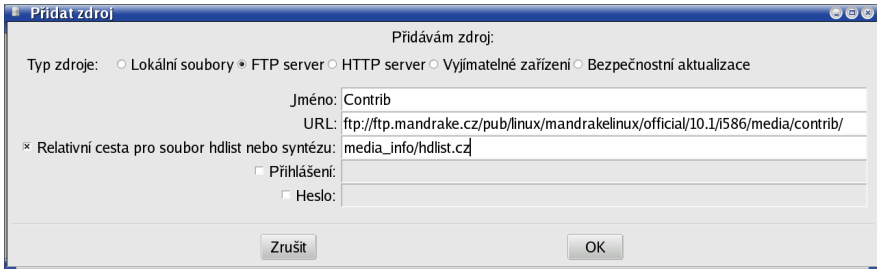 Přidat zdroj
Přidávám zdroj:
Typ zdroje: Lokální soubory FTP server HTTP server Vyjímatelné zařízení Bezpečnostní aktualizace
Jméno: Contrib
URL: ftp://ftp.mandrake.cz/pub/linux/mandrakelinux/official/10.1/i586/media/contrib/
Relativní cesta pro soubor hdlist nebo syntézu: media_info/hdlist.cz
Přihlášení:
Heslo:
Zrušit OK